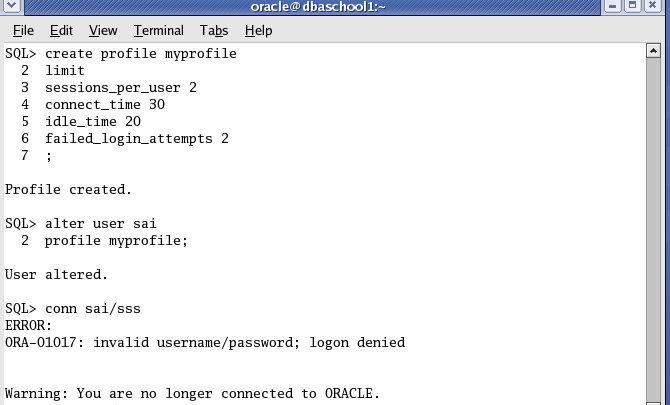 oracle@dbaschool1:~
File Edit View Terminal Tabs Help
SQL> create profile myprofile
2 limit
3 sessions_per_user 2
4 connect_time 30
5 idle_time 20
6 failed_login_attempts 2
7 ;
Profile created.
SQL> alter user sai
2 profile myprofile;
User altered.
SQL> conn sai/sss
ERROR:
ORA-01017: invalid username/password; logon denied
Warning: You are no longer connected to ORACLE.